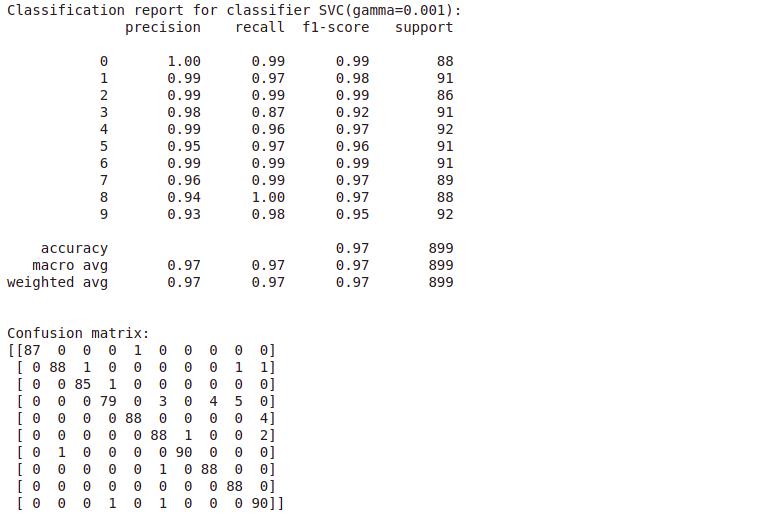 Classification report for classifier SVC(gamma=0.001):
              precision    recall  f1-score   support

           0       1.00      0.99      0.99        88
           1       0.99      0.97      0.98        91
           2       0.99      0.99      0.99        86
           3       0.98      0.87      0.92        91
           4       0.99      0.96      0.97        92
           5       0.95      0.97      0.96        91
           6       0.99      0.99      0.99        91
           7       0.96      0.99      0.97        89
           8       0.94      1.00      0.97        88
           9       0.93      0.98      0.95        92

    accuracy                           0.97       899
   macro avg       0.97      0.97      0.97       899
weighted avg       0.97      0.97      0.97       899


Confusion matrix:
[[87  0  0  0  1  0  0  0  0  0]
 [ 0 88  1  0  0  0  0  0  1  1]
 [ 0  0 85  1  0  0  0  0  0  0]
 [ 0  0  0 79  0  3  0  4  5  0]
 [ 0  0  0  0 88  0  0  0  0  4]
 [ 0  0  0  0  0 88  1  0  0  2]
 [ 0  1  0  0  0  0 90  0  0  0]
 [ 0  0  0  0  0  1  0 88  0  0]
 [ 0  0  0  0  0  0  0  0 88  0]
 [ 0  0  0  1  0  1  0  0  0 90]]